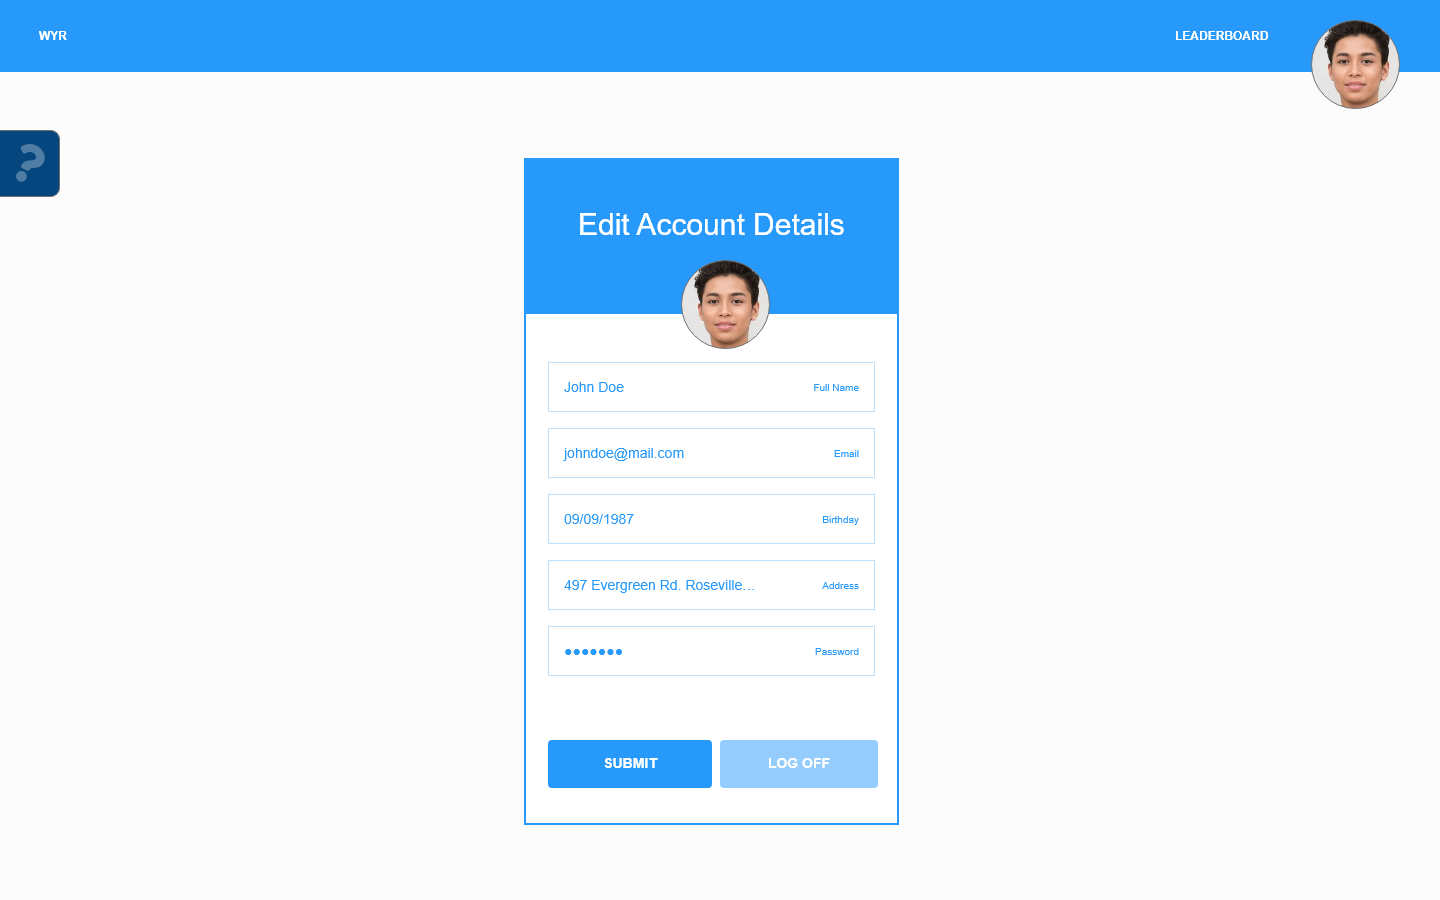 WYR
LEADERBOARD
?
Edit Account Details
John Doe Full Name
johndoe@mail.com Email
09/09/1987 Birthday
497 Evergreen Rd. Roseville... Address
●●●●●●● Password
SUBMIT LOG OFF